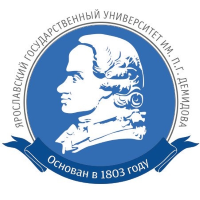 ЯРОСЛАВСКИЙ ГОСУДАРСТВЕННЫЙ УНИВЕРСИТЕТ ИМ. П.Г. ДЕМИДОВА
Основан в 1803 году